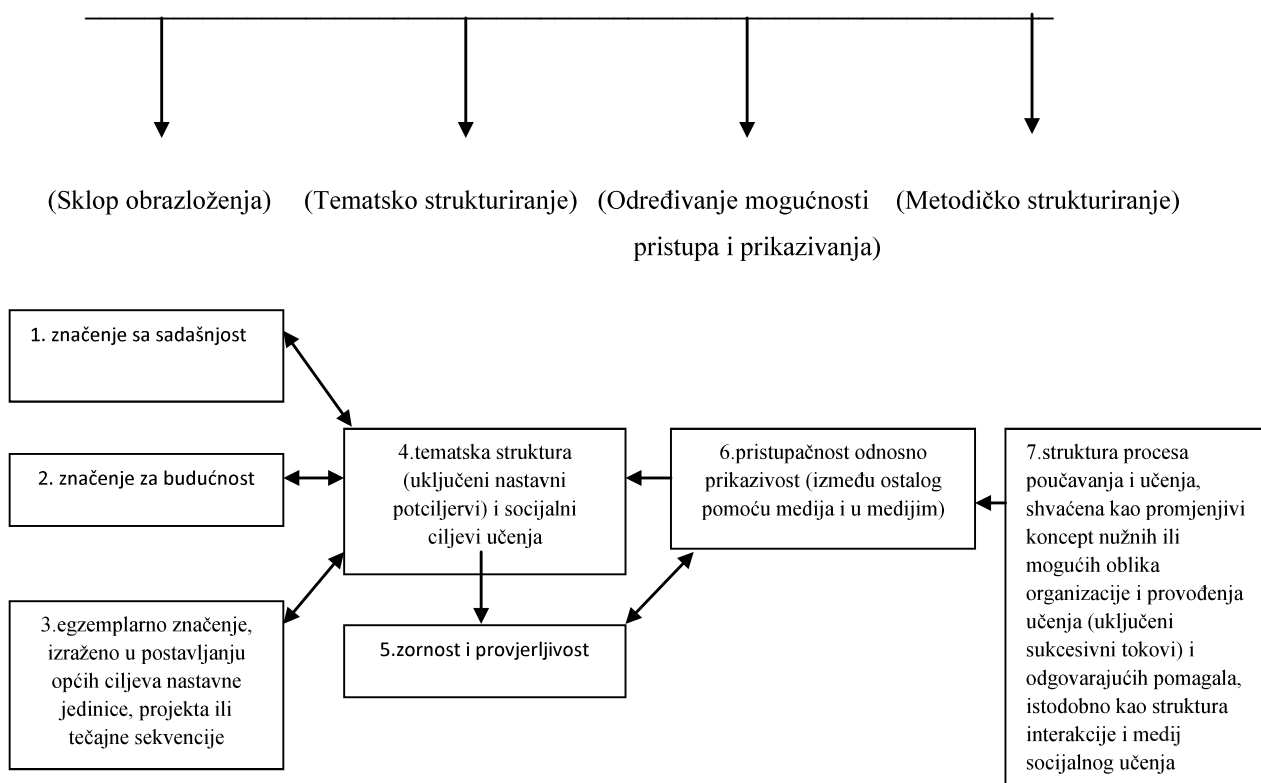 (Sklop obrazloženja) (Tematsko strukturiranje) (Određivanje mogućnosti (Metodičko strukturiranje)
pristupa i prikazivanja)
1. značenje sa sadašnjost
2. značenje za budućnost
3.egzemplarno značenje,
izraženo u postavljanju
općih ciljeva nastavne
jedinice, projekta ili
tečajne sekvencije
4.tematska struktura
(uključeni nastavni
potciljervi) i socijalni
ciljevi učenja
5.zornost i provjerljivost
6.pristupačnost odnosno
prikazivost (između ostalog
pomoću medija i u medijim)
7.struktura procesa
poučavanja i učenja,
shvaćena kao promjenjivi
koncept nužnih ili
mogućih oblika
organizacije i provođenja
učenja (uključeni
sukcesivni tokovi) i
odgovarajućih pomagala,
istodobno kao struktura
interakcije i medij
socijalnog učenja